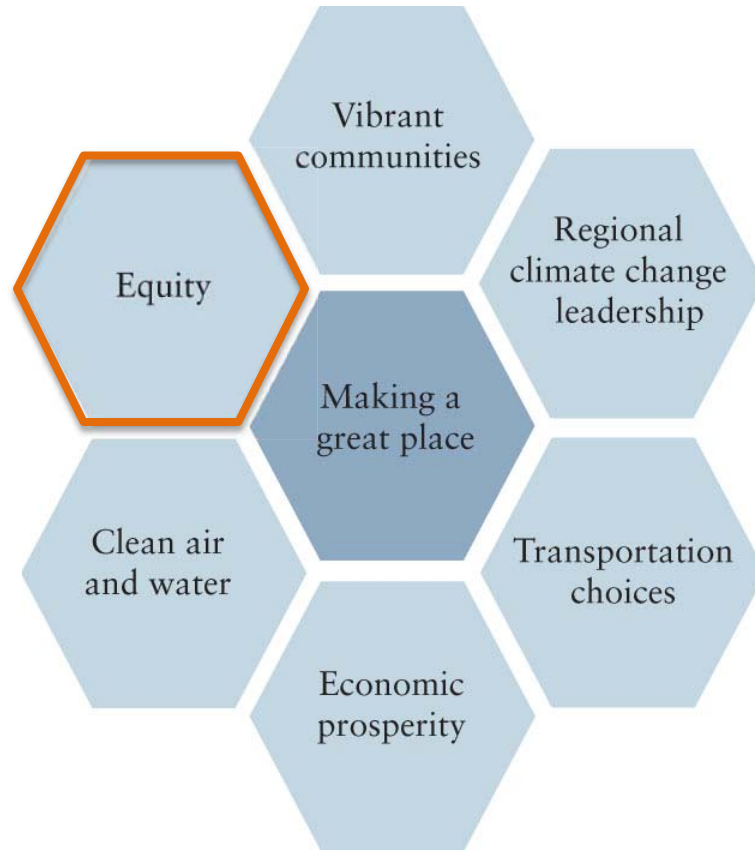 Vibrant
communities
Regional
climate change
leadership
Equity
Making a
great place
Clean air
and water
Transportation
choices
Economic
prosperity